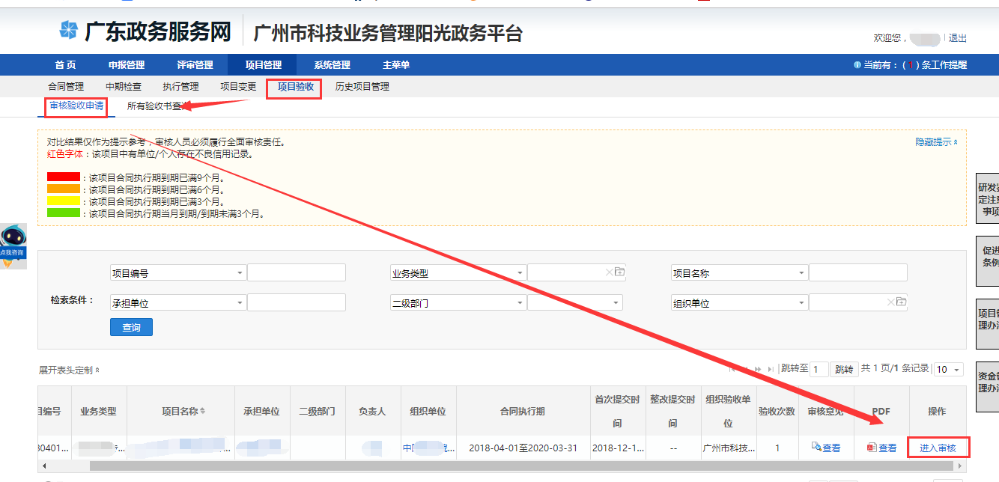 广东政务服务网 广州市科技业务管理阳光政务平台
欢迎您， 退出
首页 申报管理 评审管理 项目管理 系统管理 主菜单 当前有：（1）条工作提醒
合同管理 中期检查 执行管理 项目变更 项目验收 历史项目管理
审核验收申请 所有验收书查
对比结果仅作为提示参考，审核人员必须履行全面审核责任。 隐藏提示
红色字体：该项目中有单位/个人存在不良信用记录。
：该项目合同执行期到期已满9个月。
：该项目合同执行期到期已满6个月。
：该项目合同执行期到期已满3个月。
：该项目合同执行期当月到期/到期未满3个月。
点我咨询
研发
定注意
事项
促进
条例
项目管
理办法
资金管
理办法
项目编号 业务类型 项目名称
检索条件：
承担单位 二级部门 组织单位
查询
展开表头定制 跳转至 1 跳转 共 1 页/1 条记录 10
目编号 业务类型 项目名称 承担单位 二级部门 负责人 组织单位 合同执行期 首次提交时间 整改提交时间 组织验收单位 验收次数 审核意见 PDF 操作
30401... 专... ... 中 院... 2018-04-01至2020-03-31 2018-12-1... -- 广州市科技... 1 查看 查看 进入审核